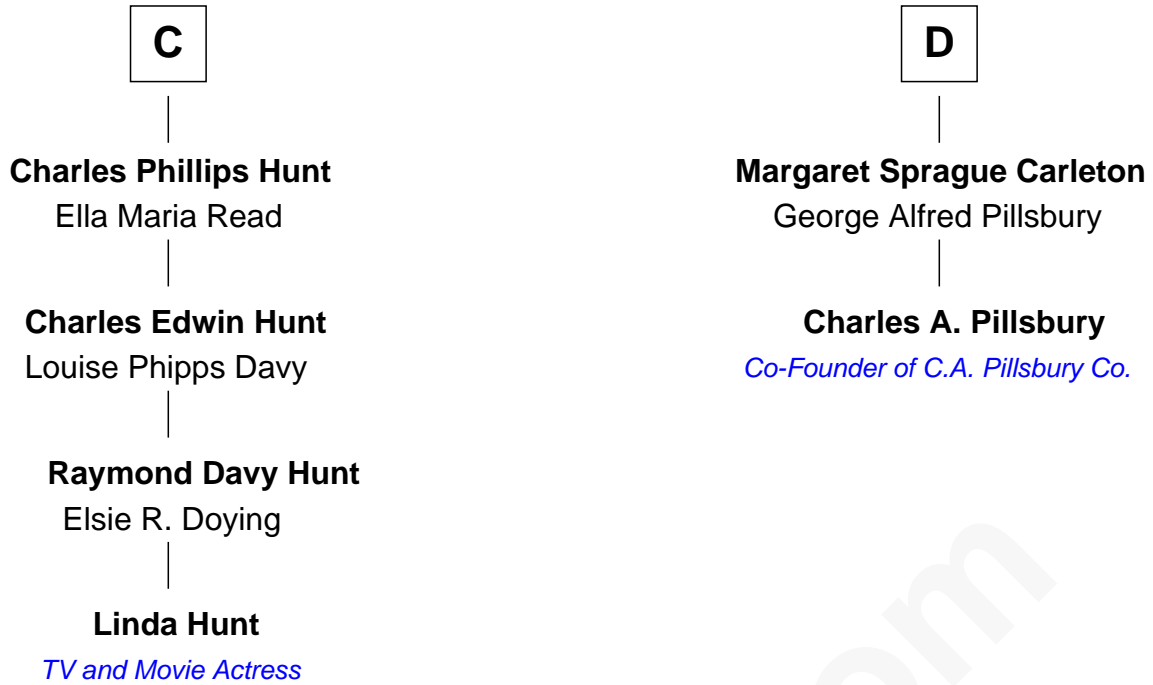 C
Charles Phillips Hunt
Ella Maria Read
Charles Edwin Hunt
Louise Phipps Davy
Raymond Davy Hunt
Elsie R. Doying
Linda Hunt
TV and Movie Actress
D
Margaret Sprague Carleton
George Alfred Pillsbury
Charles A. Pillsbury
Co-Founder of C.A. Pillsbury Co.
om